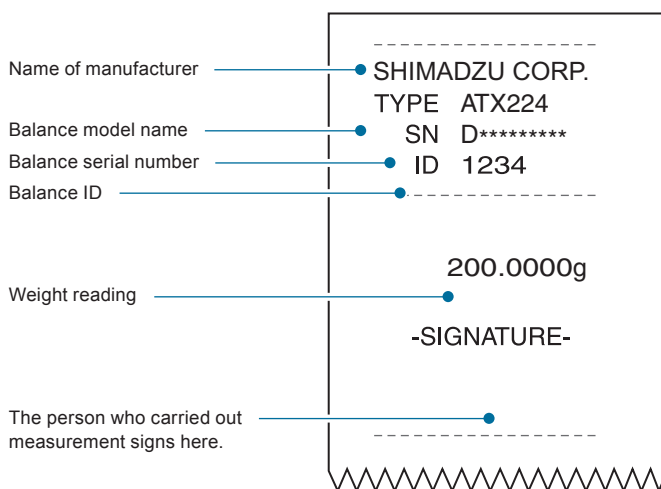 Name of manufacturer
SHIMADZU CORP.
TYPE ATX224
Balance model name
SN D*********
Balance serial number
ID 1234
Balance ID
200.0000g
Weight reading
-SIGNATURE-
The person who carried out
measurement signs here.